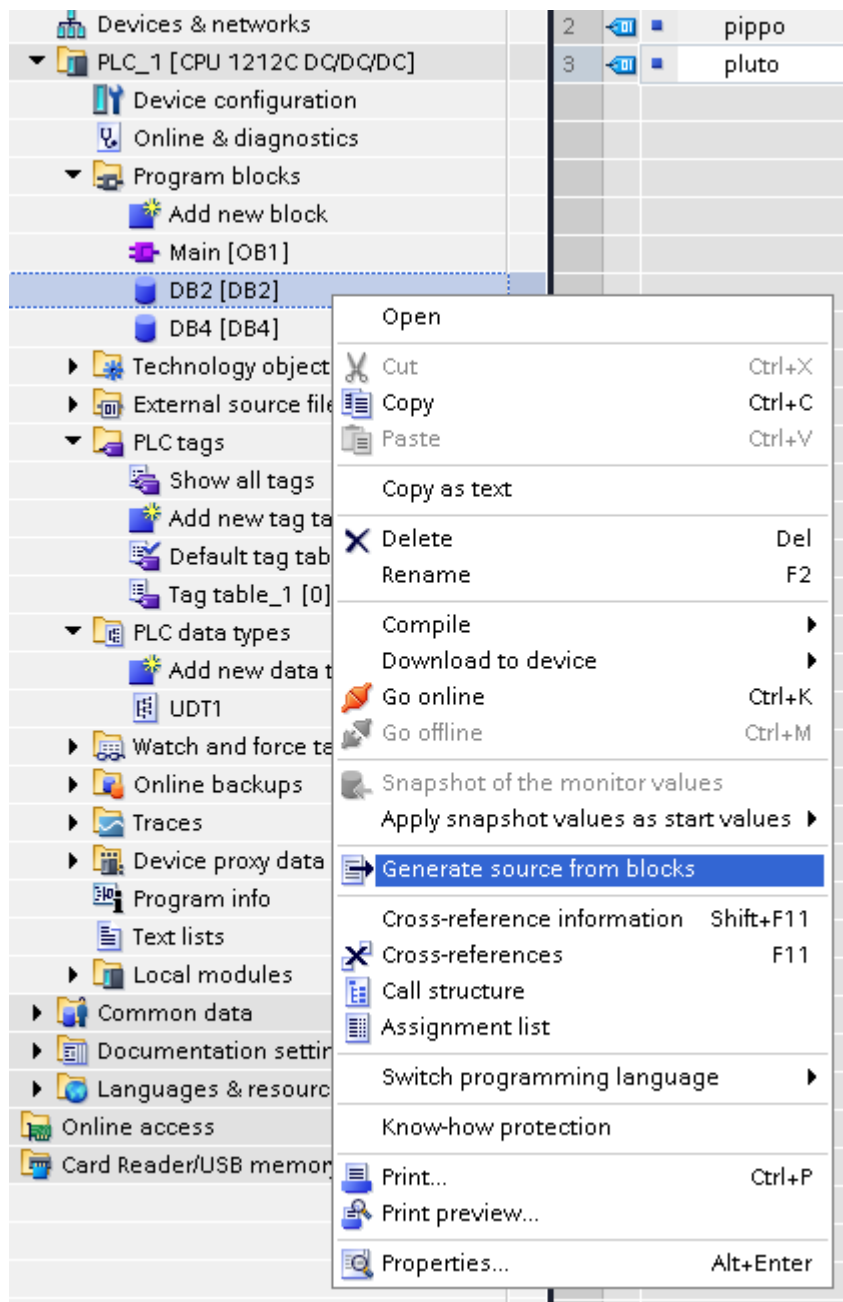 Devices & networks
PLC_1 [CPU 1212C DC/DC/DC]
Device configuration
Online & diagnostics
Program blocks
Add new block
Main [OB1]
DB2 [DB2]
DB4 [DB4]
Technology object
External source file
PLC tags
Show all tags
Add new tag ta
Default tag tab
Tag table_1 [0]
PLC data types
Add new data t
UDT1
Watch and force ta
Online backups
Traces
Device proxy data
Program info
Text lists
Local modules
Common data
Documentation settin
Languages & resourc
Online access
Card Reader/USB memory
2 pippo
3 pluto
Open
Cut Ctrl+X
Copy Ctrl+C
Paste Ctrl+V
Copy as text
Delete Del
Rename F2
Compile
Download to device
Go online Ctrl+K
Go offline Ctrl+M
Snapshot of the monitor values
Apply snapshot values as start values
Generate source from blocks
Cross-reference information Shift+F11
Cross-references F11
Call structure
Assignment list
Switch programming language
Know-how protection
Print... Ctrl+P
Print preview...
Properties... Alt+Enter